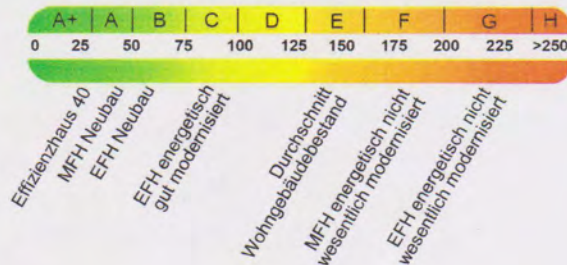 A+ A B C D E F G H
0 25 50 75 100 125 150 175 200 225 >250
Effizienzhaus 40
MFH Neubau
EFH Neubau
EFH energetisch
gut modernisiert
Durchschnitt
Wohngebäudebestand
MFH energetisch nicht
wesentlich modernisiert
EFH energetisch nicht
wesentlich modernisiert